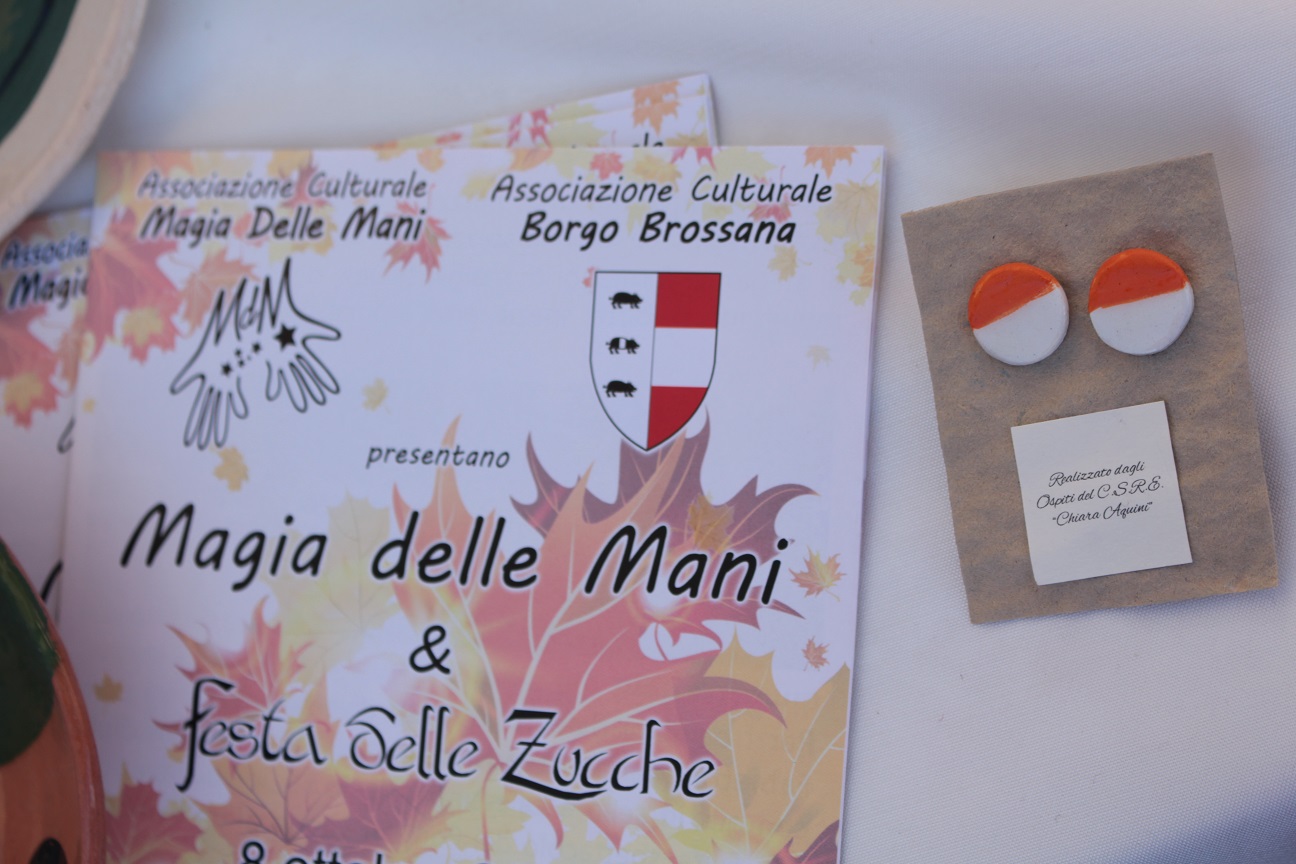 Associazione Culturale
Magia Delle Mani
Associazione Culturale
Borgo Brossana
MdM
presentano
Magia delle Mani
&
Festa delle Zucche
Realizzato dagli
Ospiti del C.S.R.E.
"Chiara Aquini"